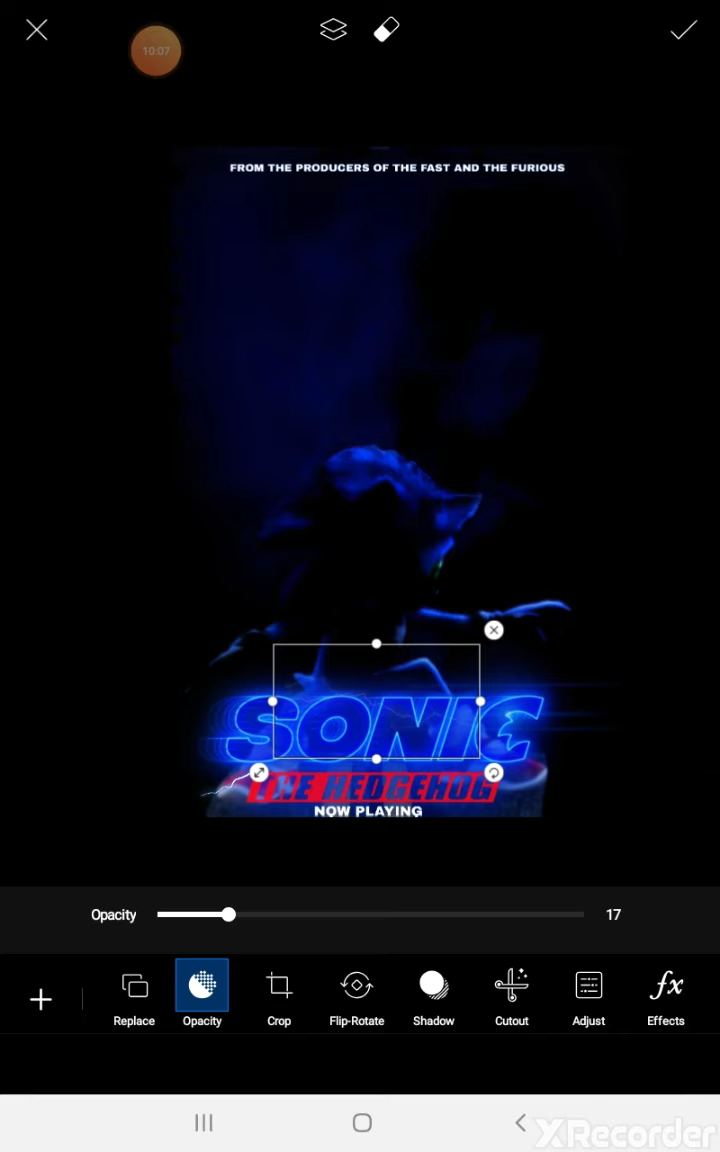 10:07
FROM THE PRODUCERS OF THE FAST AND THE FURIOUS
SONIC
THE HEDGEHOG
NOW PLAYING
Opacity 17
Replace Opacity Crop Flip-Rotate Shadow Cutout Adjust Effects
XRecorder